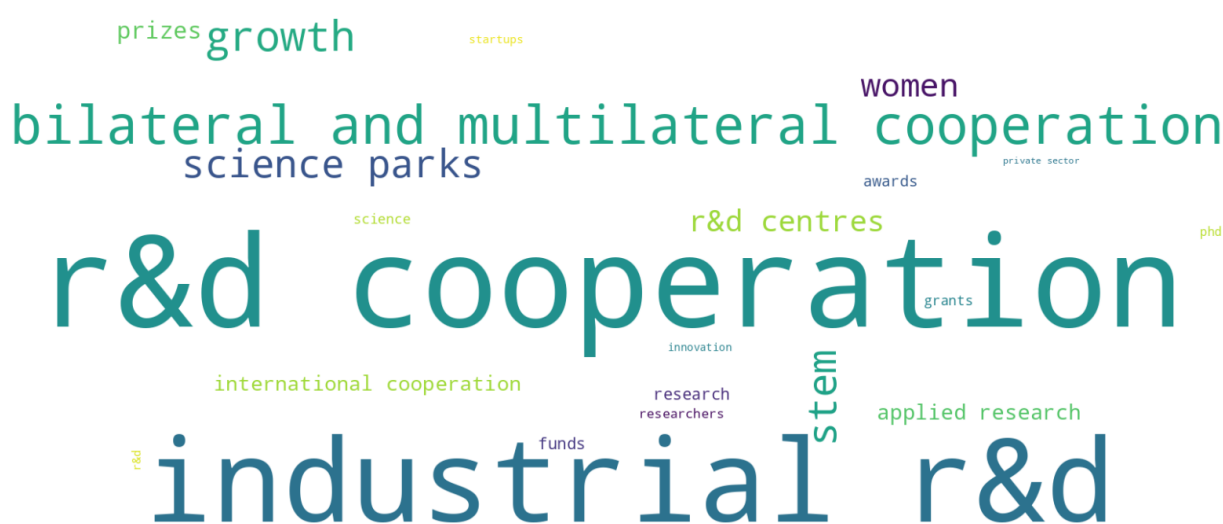 prizes
growth
startups
women
bilateral and multilateral cooperation
science parks
private sector
awards
science
r&d centres
phd
r&d cooperation
grants
innovation
international cooperation
stem
research
researchers
applied research
funds
r&d
industrial r&d